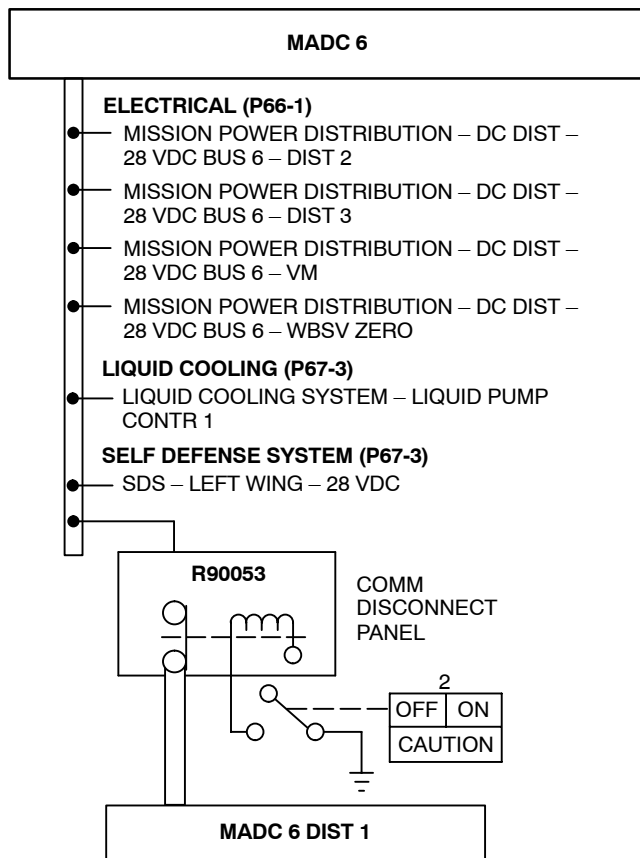 MADC 6
ELECTRICAL (P66-1)
MISSION POWER DISTRIBUTION – DC DIST –
28 VDC BUS 6 – DIST 2
MISSION POWER DISTRIBUTION – DC DIST –
28 VDC BUS 6 – DIST 3
MISSION POWER DISTRIBUTION – DC DIST –
28 VDC BUS 6 – VM
MISSION POWER DISTRIBUTION – DC DIST –
28 VDC BUS 6 – WBSV ZERO
LIQUID COOLING (P67-3)
LIQUID COOLING SYSTEM – LIQUID PUMP
CONTR 1
SELF DEFENSE SYSTEM (P67-3)
SDS – LEFT WING – 28 VDC
R90053
COMM
DISCONNECT
PANEL
2
OFF ON
CAUTION
MADC 6 DIST 1